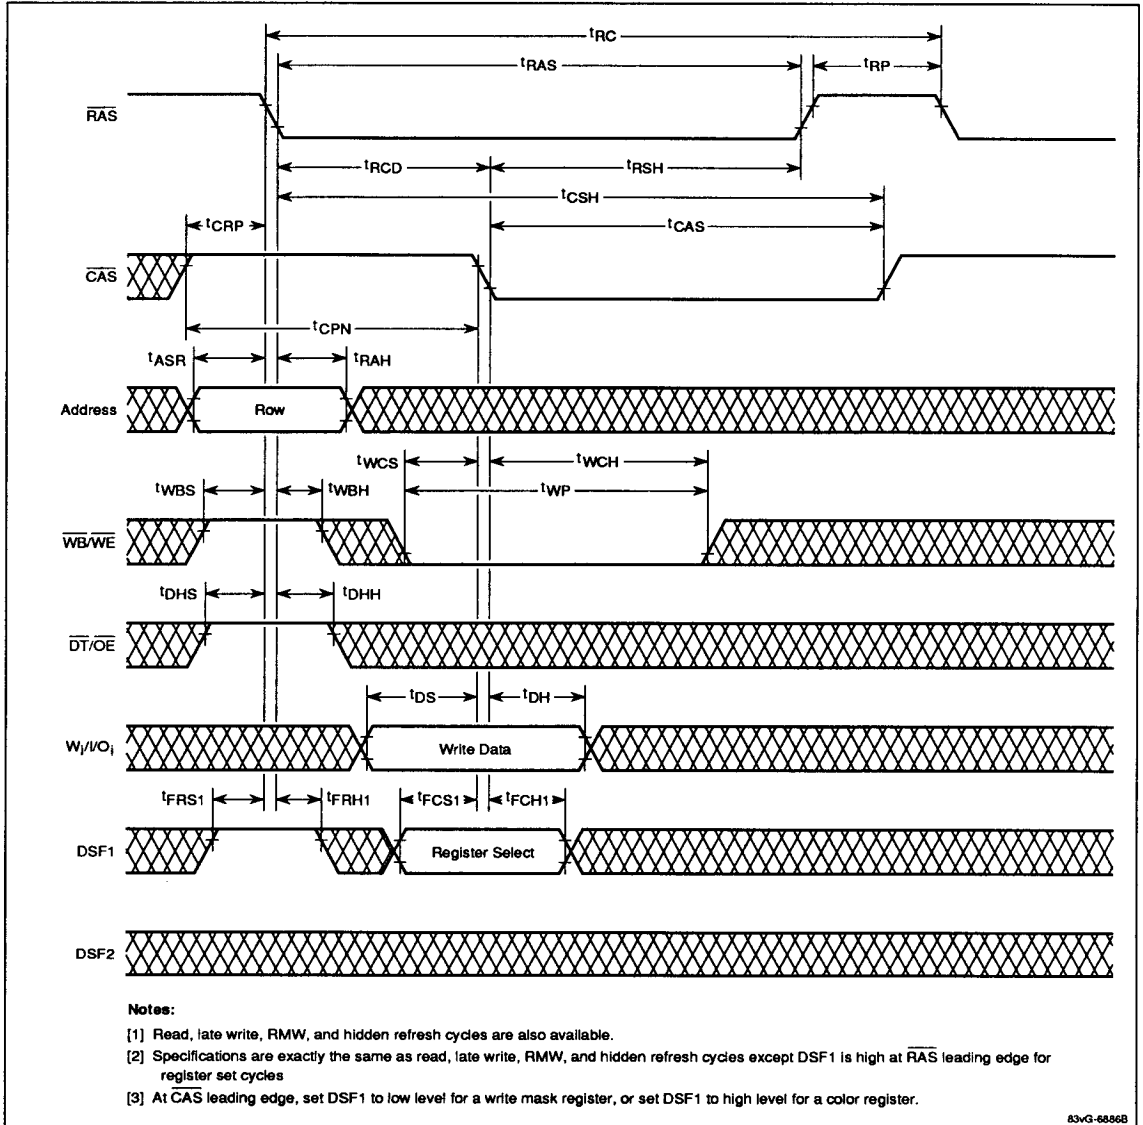 tRC
tRAS
tRP
RAS
tRCD
tRSH
tCSH
tCRP
tCAS
CAS
tCPN
tASR
tRAH
Address
Row
tWCS
tWCH
tWBS
tWBH
tWP
WB/WE
tDHS
tDHH
DT/OE
tDS
tDH
Wi/I/Oi
Write Data
tFRS1
tFRH1
tFCS1
tFCH1
DSF1
Register Select
DSF2
Notes:
[1] Read, late write, RMW, and hidden refresh cycles are also available.
[2] Specifications are exactly the same as read, late write, RMW, and hidden refresh cycles except DSF1 is high at RAS leading edge for
register set cycles
[3] At CAS leading edge, set DSF1 to low level for a write mask register, or set DSF1 to high level for a color register.
83vG-6886B